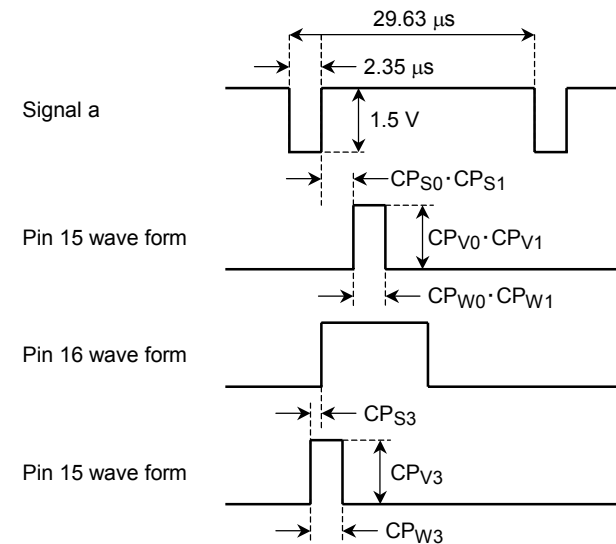 29.63 μs
2.35 μs
Signal a
1.5 V
CPS0·CPS1
Pin 15 wave form
CPV0·CPV1
CPW0·CPW1
Pin 16 wave form
CPS3
Pin 15 wave form
CPV3
CPW3